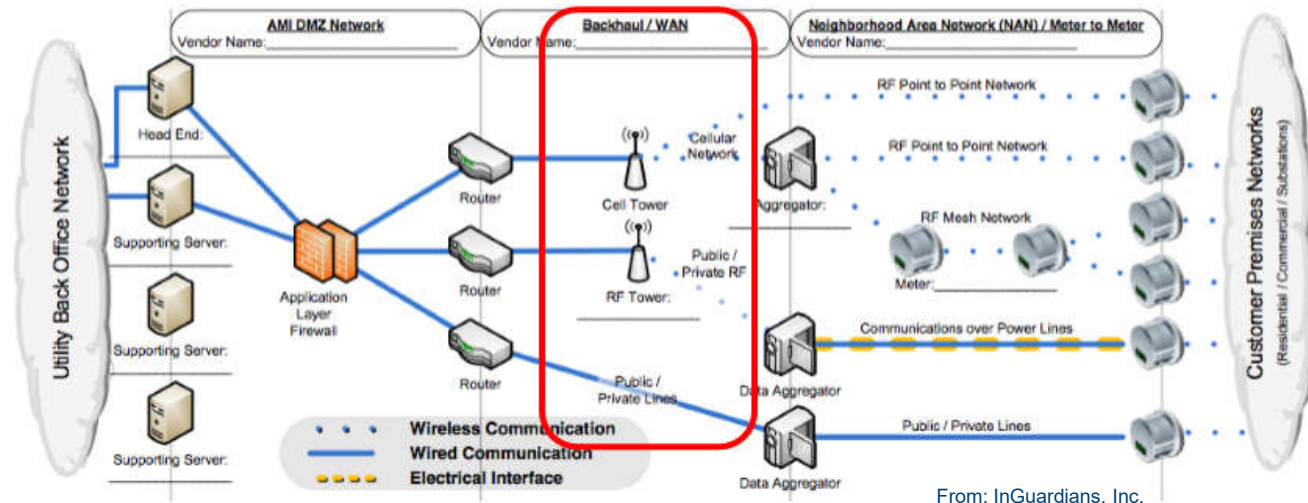 AMI DMZ Network
Vendor Name:
Backhaul / WAN
Vendor Name:
Neighborhood Area Network (NAN) / Meter to Meter
Vendor Name:
Utility Back Office Network
Head End:
Supporting Server:
Supporting Server:
Supporting Server:
Application
Layer
Firewall
Router
Router
Router
Cellular
Network
Cell Tower
Public /
Private RF
RF Tower:
Public /
Private Lines
RF Point to Point Network
RF Point to Point Network
Aggregator:
RF Mesh Network
Meter:
Communications over Power Lines
Data Aggregator
Public / Private Lines
Data Aggregator
Customer Premises Networks
(Residential / Commercial / Substations)
Wireless Communication
Wired Communication
Electrical Interface
From: InGuardians, Inc.